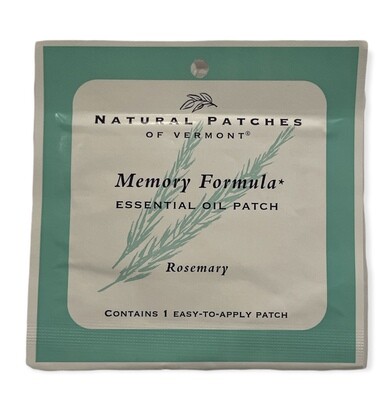 NATURAL PATCHES
OF VERMONT®
Memory Formula*
ESSENTIAL OIL PATCH
Rosemary
CONTAINS 1 EASY-TO-APPLY PATCH